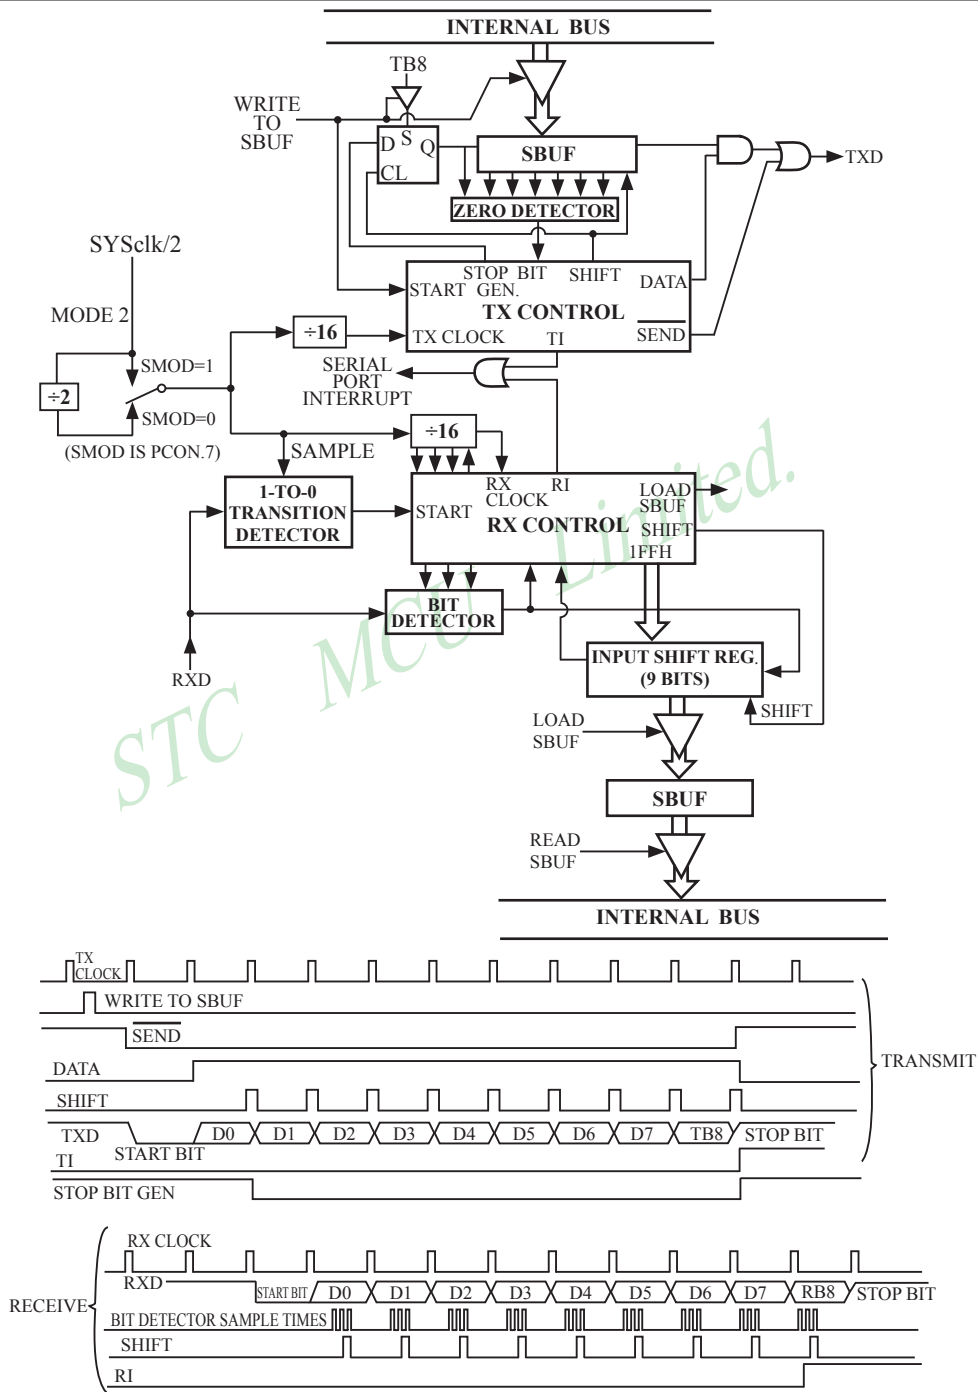 INTERNAL BUS
TB8
WRITE
TO
SBUF
D S Q
CL
SBUF
TXD
ZERO DETECTOR
SYSclk/2
STOP BIT
GEN.
SHIFT
DATA
START
TX CONTROL
MODE 2
÷16
TX CLOCK
TI
SEND
SERIAL
PORT
INTERRUPT
SMOD=1
÷2
SMOD=0
(SMOD IS PCON.7)
SAMPLE
÷16
1-TO-0
TRANSITION
DETECTOR
RX
CLOCK
RI
LOAD
SBUF
START
RX CONTROL
SHIFT
1FFH
BIT
DETECTOR
RXD
INPUT SHIFT REG.
(9 BITS)
SHIFT
LOAD
SBUF
SBUF
READ
SBUF
INTERNAL BUS
STC MCU Limited.
TX
CLOCK
WRITE TO SBUF
SEND
DATA
TRANSMIT
SHIFT
TXD
START BIT
D0 D1 D2 D3 D4 D5 D6 D7 TB8 STOP BIT
TI
STOP BIT GEN
RX CLOCK
RXD
START BIT D0 D1 D2 D3 D4 D5 D6 D7 RB8 STOP BIT
RECEIVE
BIT DETECTOR SAMPLE TIMES
SHIFT
RI